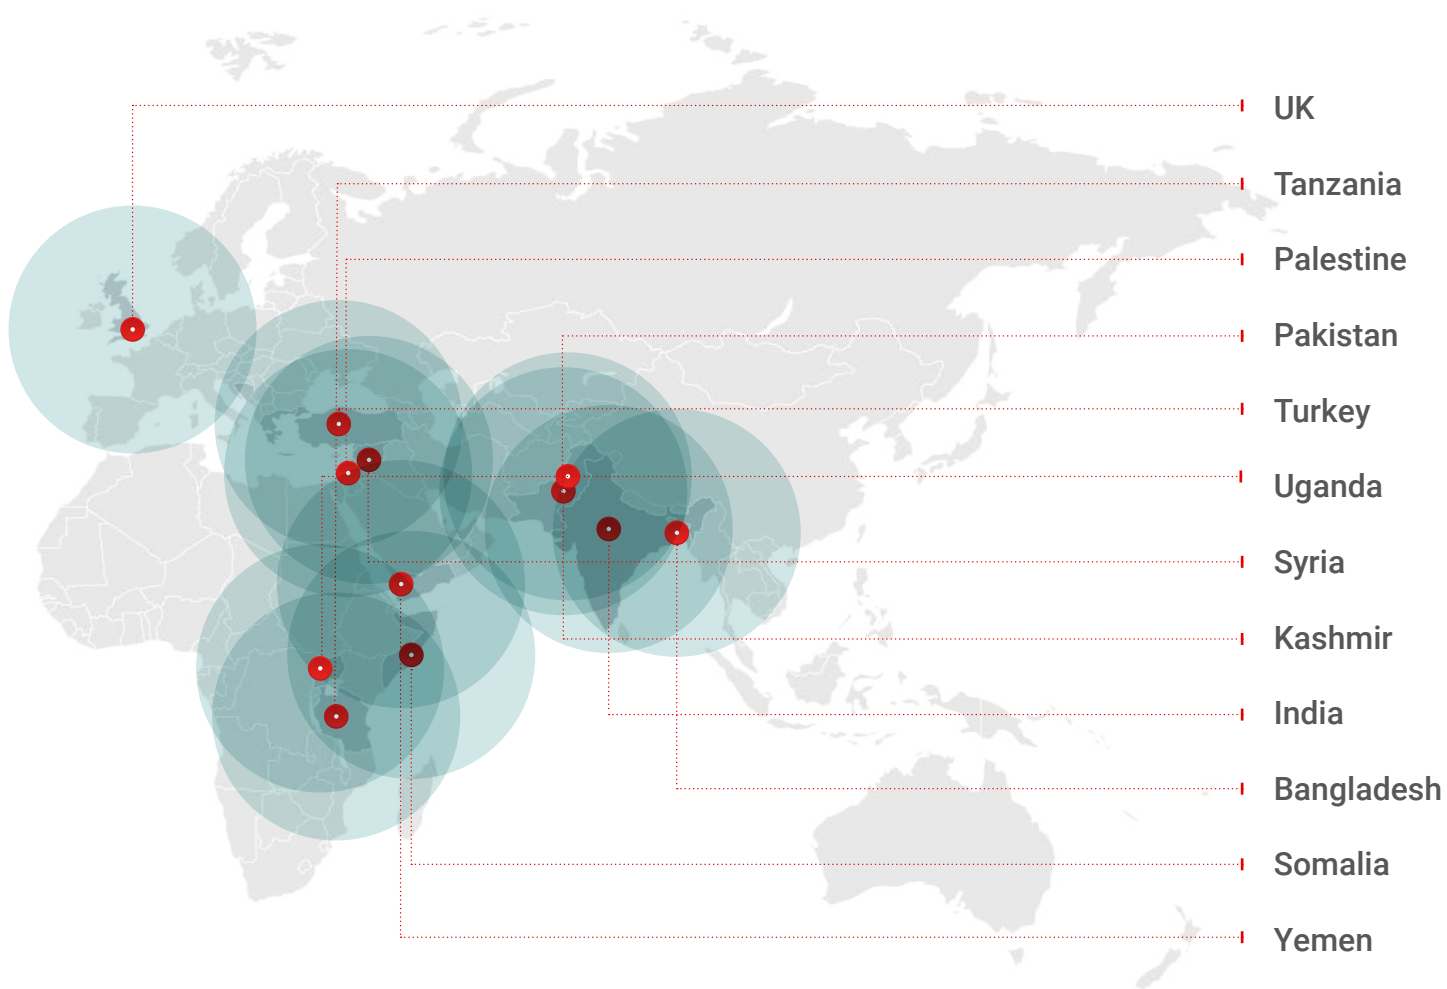 UK
Tanzania
Palestine
Pakistan
Turkey
Uganda
Syria
Kashmir
India
Bangladesh
Somalia
Yemen